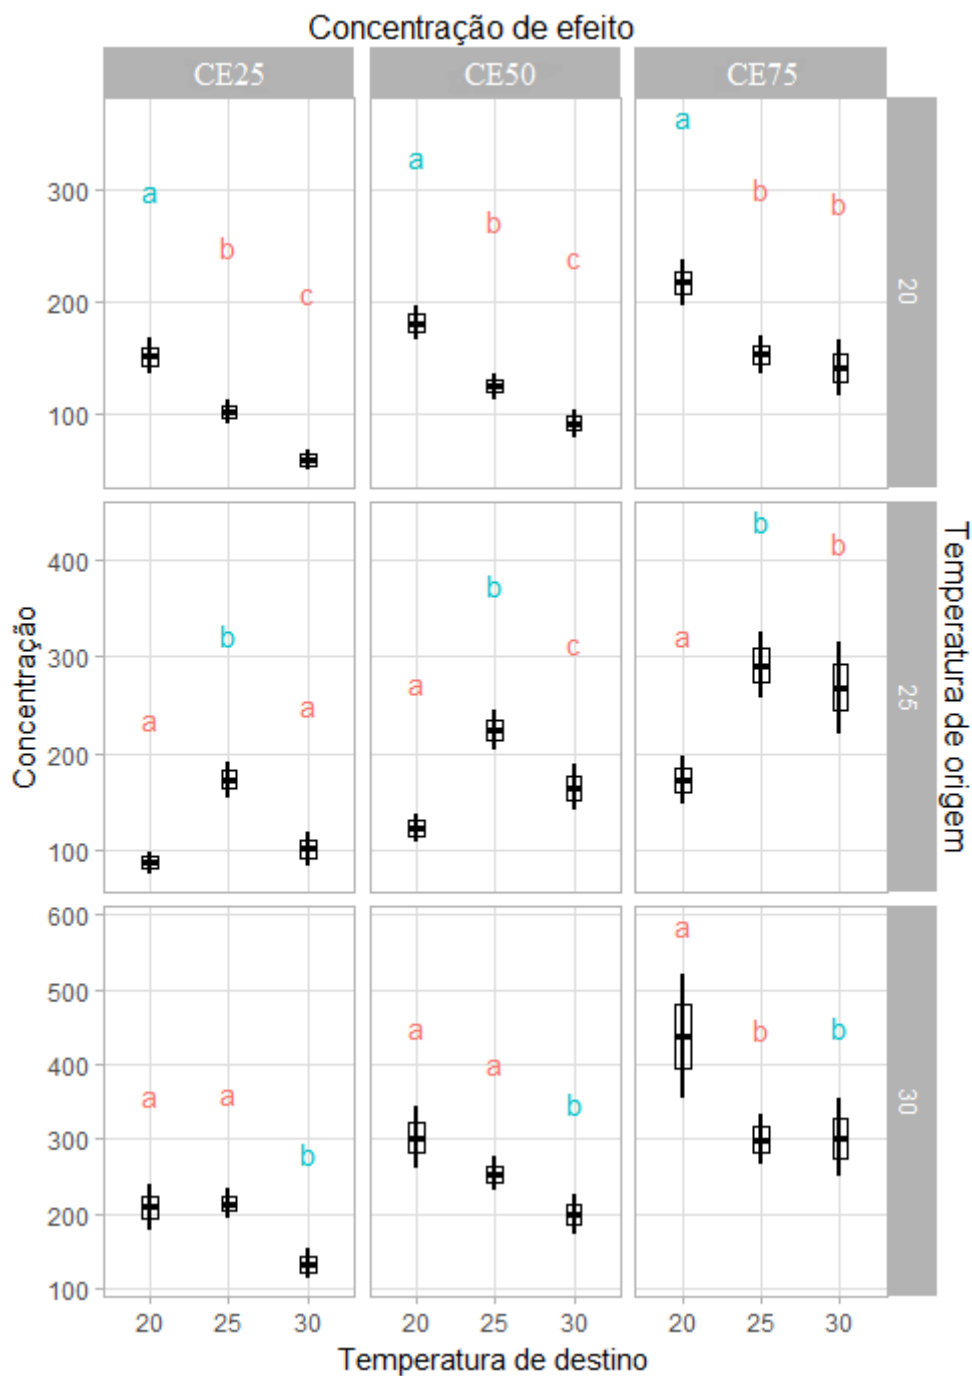 Concentração de efeito
CE25 CE50 CE75
a
b
c
a
b
c
a
b
b
300
200
100
20
a
b
a
a
b
c
a
b
b
400
300
200
100
25
a
a
b
a
a
b
a
b
b
600
500
400
300
200
100
30
20 25 30 20 25 30 20 25 30
Temperatura de destino
Concentração
Temperatura de origem